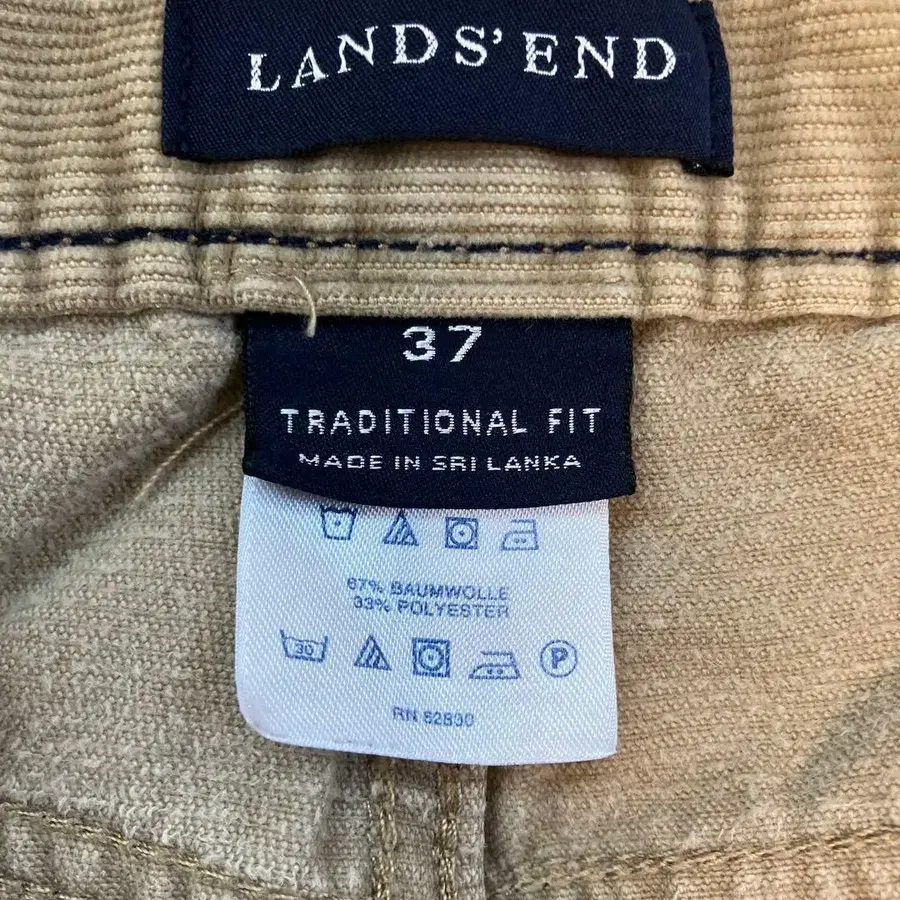 LANDS' END
37
TRADITIONAL FIT
MADE IN SRI LANKA
67% BAUMWOLLE
33% POLYESTER
30
P
RN 62830